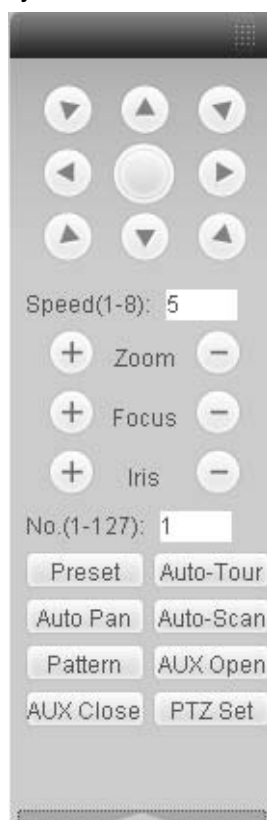 Speed(1-8): 5
+ Zoom −
+ Focus −
+ Iris −
No.(1-127): 1
Preset Auto-Tour
Auto Pan Auto-Scan
Pattern AUX Open
AUX Close PTZ Set